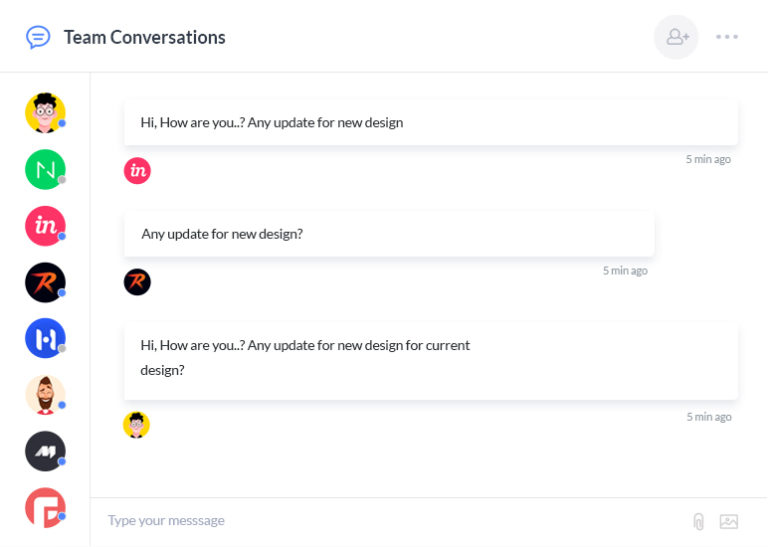 Team Conversations
Hi, How are you..? Any update for new design
5 min ago
in
in
Any update for new design?
5 min ago
Hi, How are you..? Any update for new design for current
design?
5 min ago
Type your messsage